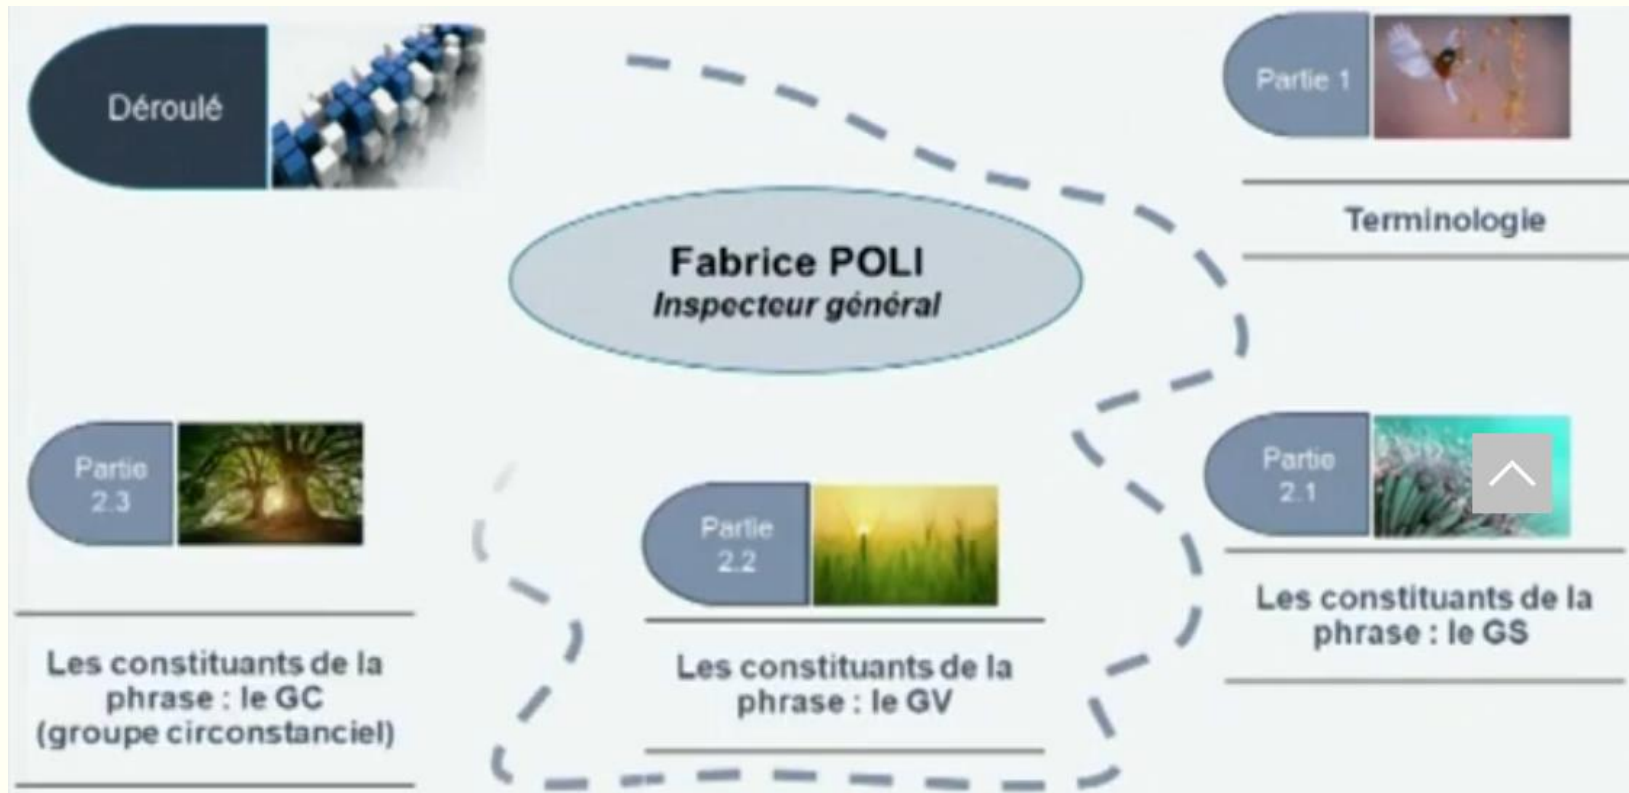 Déroulé
Partie 1
Terminologie
Fabrice POLI
Inspecteur général
Partie
2.1
Les constituants de la
phrase : le GS
Partie
2.2
Les constituants de la
phrase : le GV
Partie
2.3
Les constituants de la
phrase : le GC
(groupe circonstanciel)